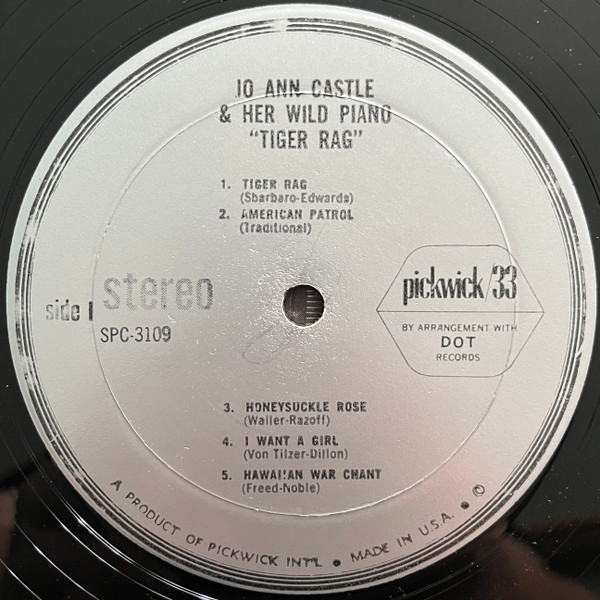 JO ANN CASTLE
& HER WILD PIANO
"TIGER RAG"
1. TIGER RAG
(Sbarbaro-Edwards)
2. AMERICAN PATROL
(Traditional)
side 1 stereo
SPC-3109
pickwick/33
BY ARRANGEMENT WITH
DOT
RECORDS
3. HONEYSUCKLE ROSE
(Waller-Razoff)
4. I WANT A GIRL
(Von Tilzer-Dillon)
5. HAWAIIAN WAR CHANT
(Freed-Noble)
A PRODUCT OF PICKWICK INT'L • MADE IN U.S.A. • ©